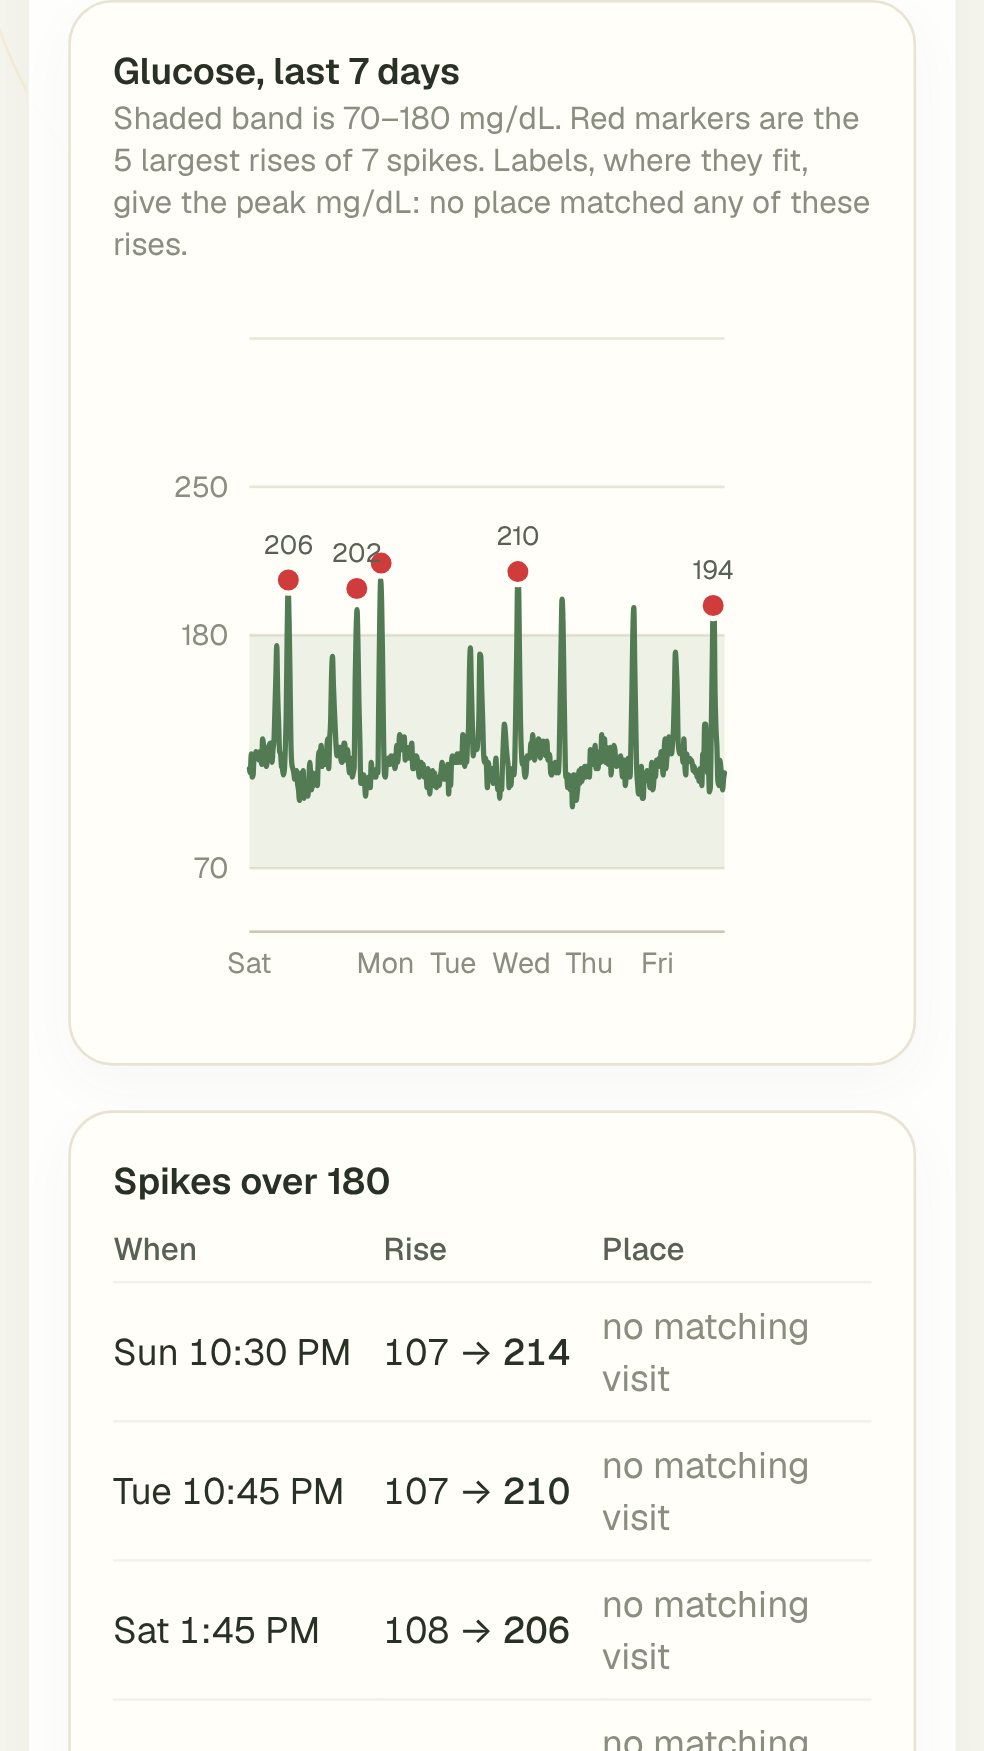 Glucose, last 7 days
Shaded band is 70–180 mg/dL. Red markers are the
5 largest rises of 7 spikes. Labels, where they fit,
give the peak mg/dL: no place matched any of these
rises.
250
206 202 210 194
180
70
Sat Mon Tue Wed Thu Fri
Spikes over 180
When Rise Place
Sun 10:30 PM 107 → 214 no matching
visit
Tue 10:45 PM 107 → 210 no matching
visit
Sat 1:45 PM 108 → 206 no matching
visit
no matching